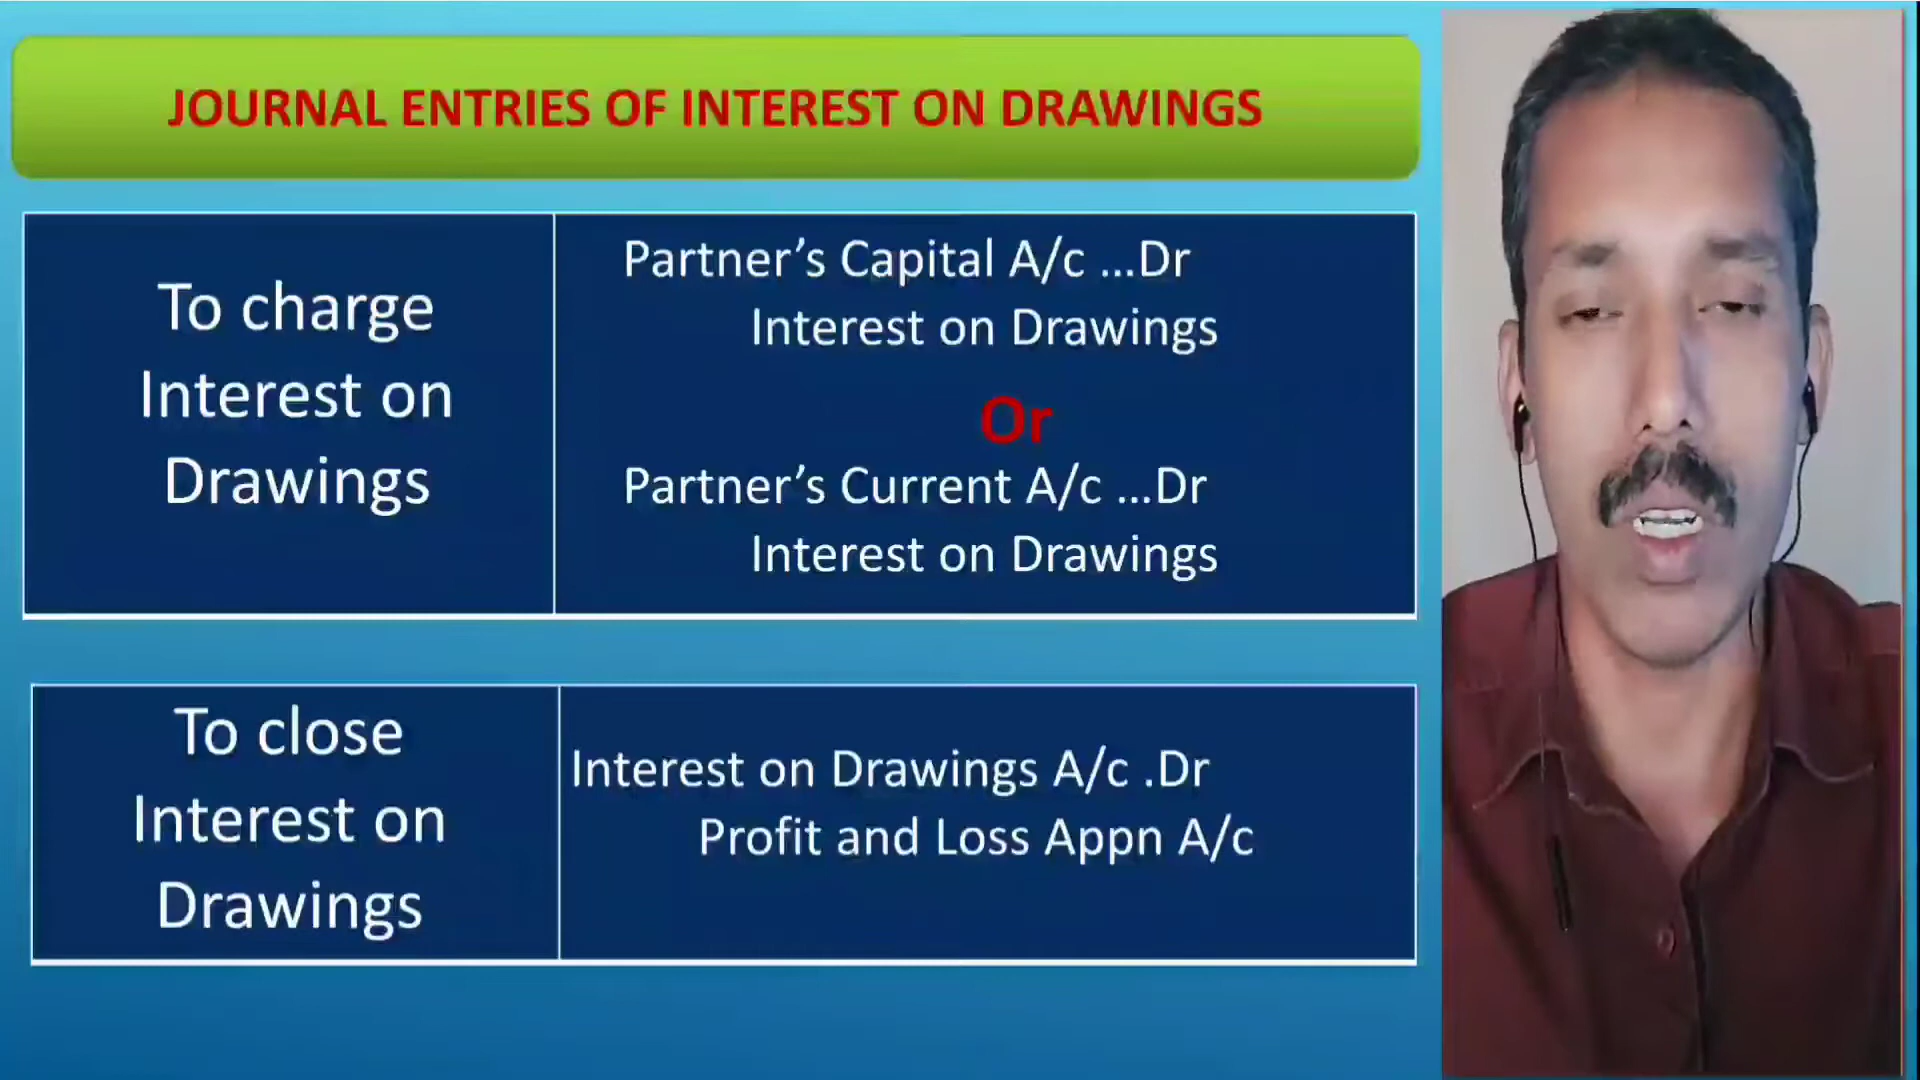 JOURNAL ENTRIES OF INTEREST ON DRAWINGS
To charge
Interest on
Drawings
Partner’s Capital A/c ...Dr
Interest on Drawings
Or
Partner’s Current A/c ...Dr
Interest on Drawings
To close
Interest on
Drawings
Interest on Drawings A/c .Dr
Profit and Loss Appn A/c